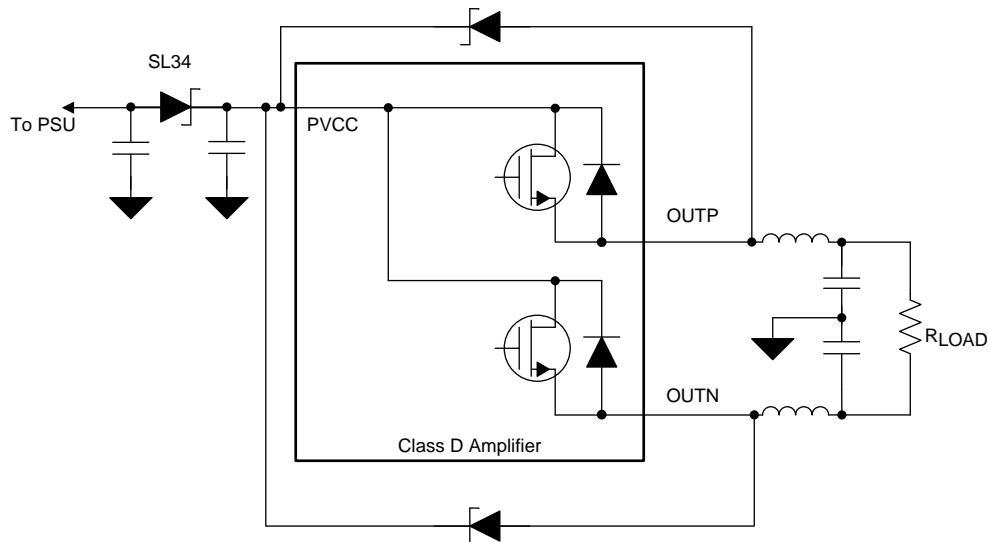 SL34
To PSU
PVCC
OUTP
RLOAD
OUTN
Class D Amplifier